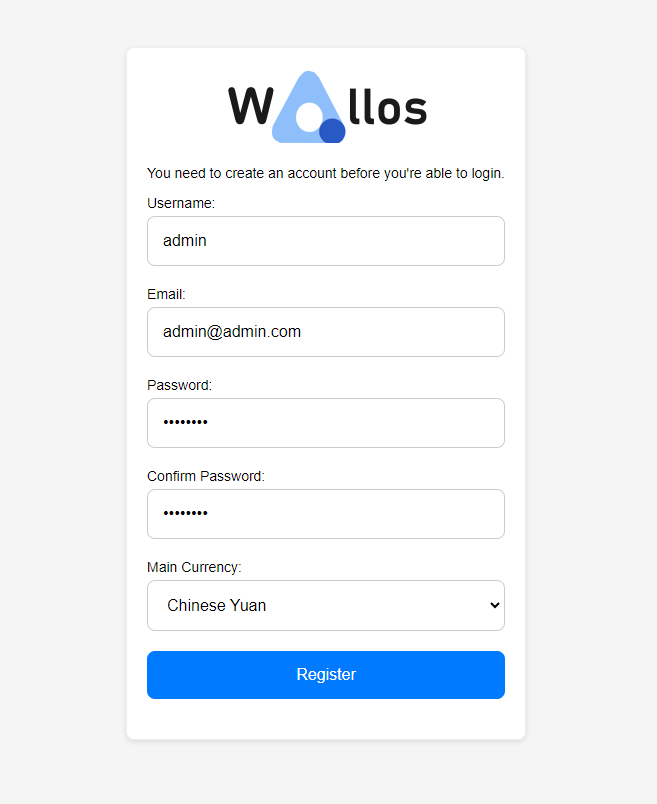 Wallos
You need to create an account before you're able to login.
Username:
admin
Email:
admin@admin.com
Password:
••••••••
Confirm Password:
••••••••
Main Currency:
Chinese Yuan
Register